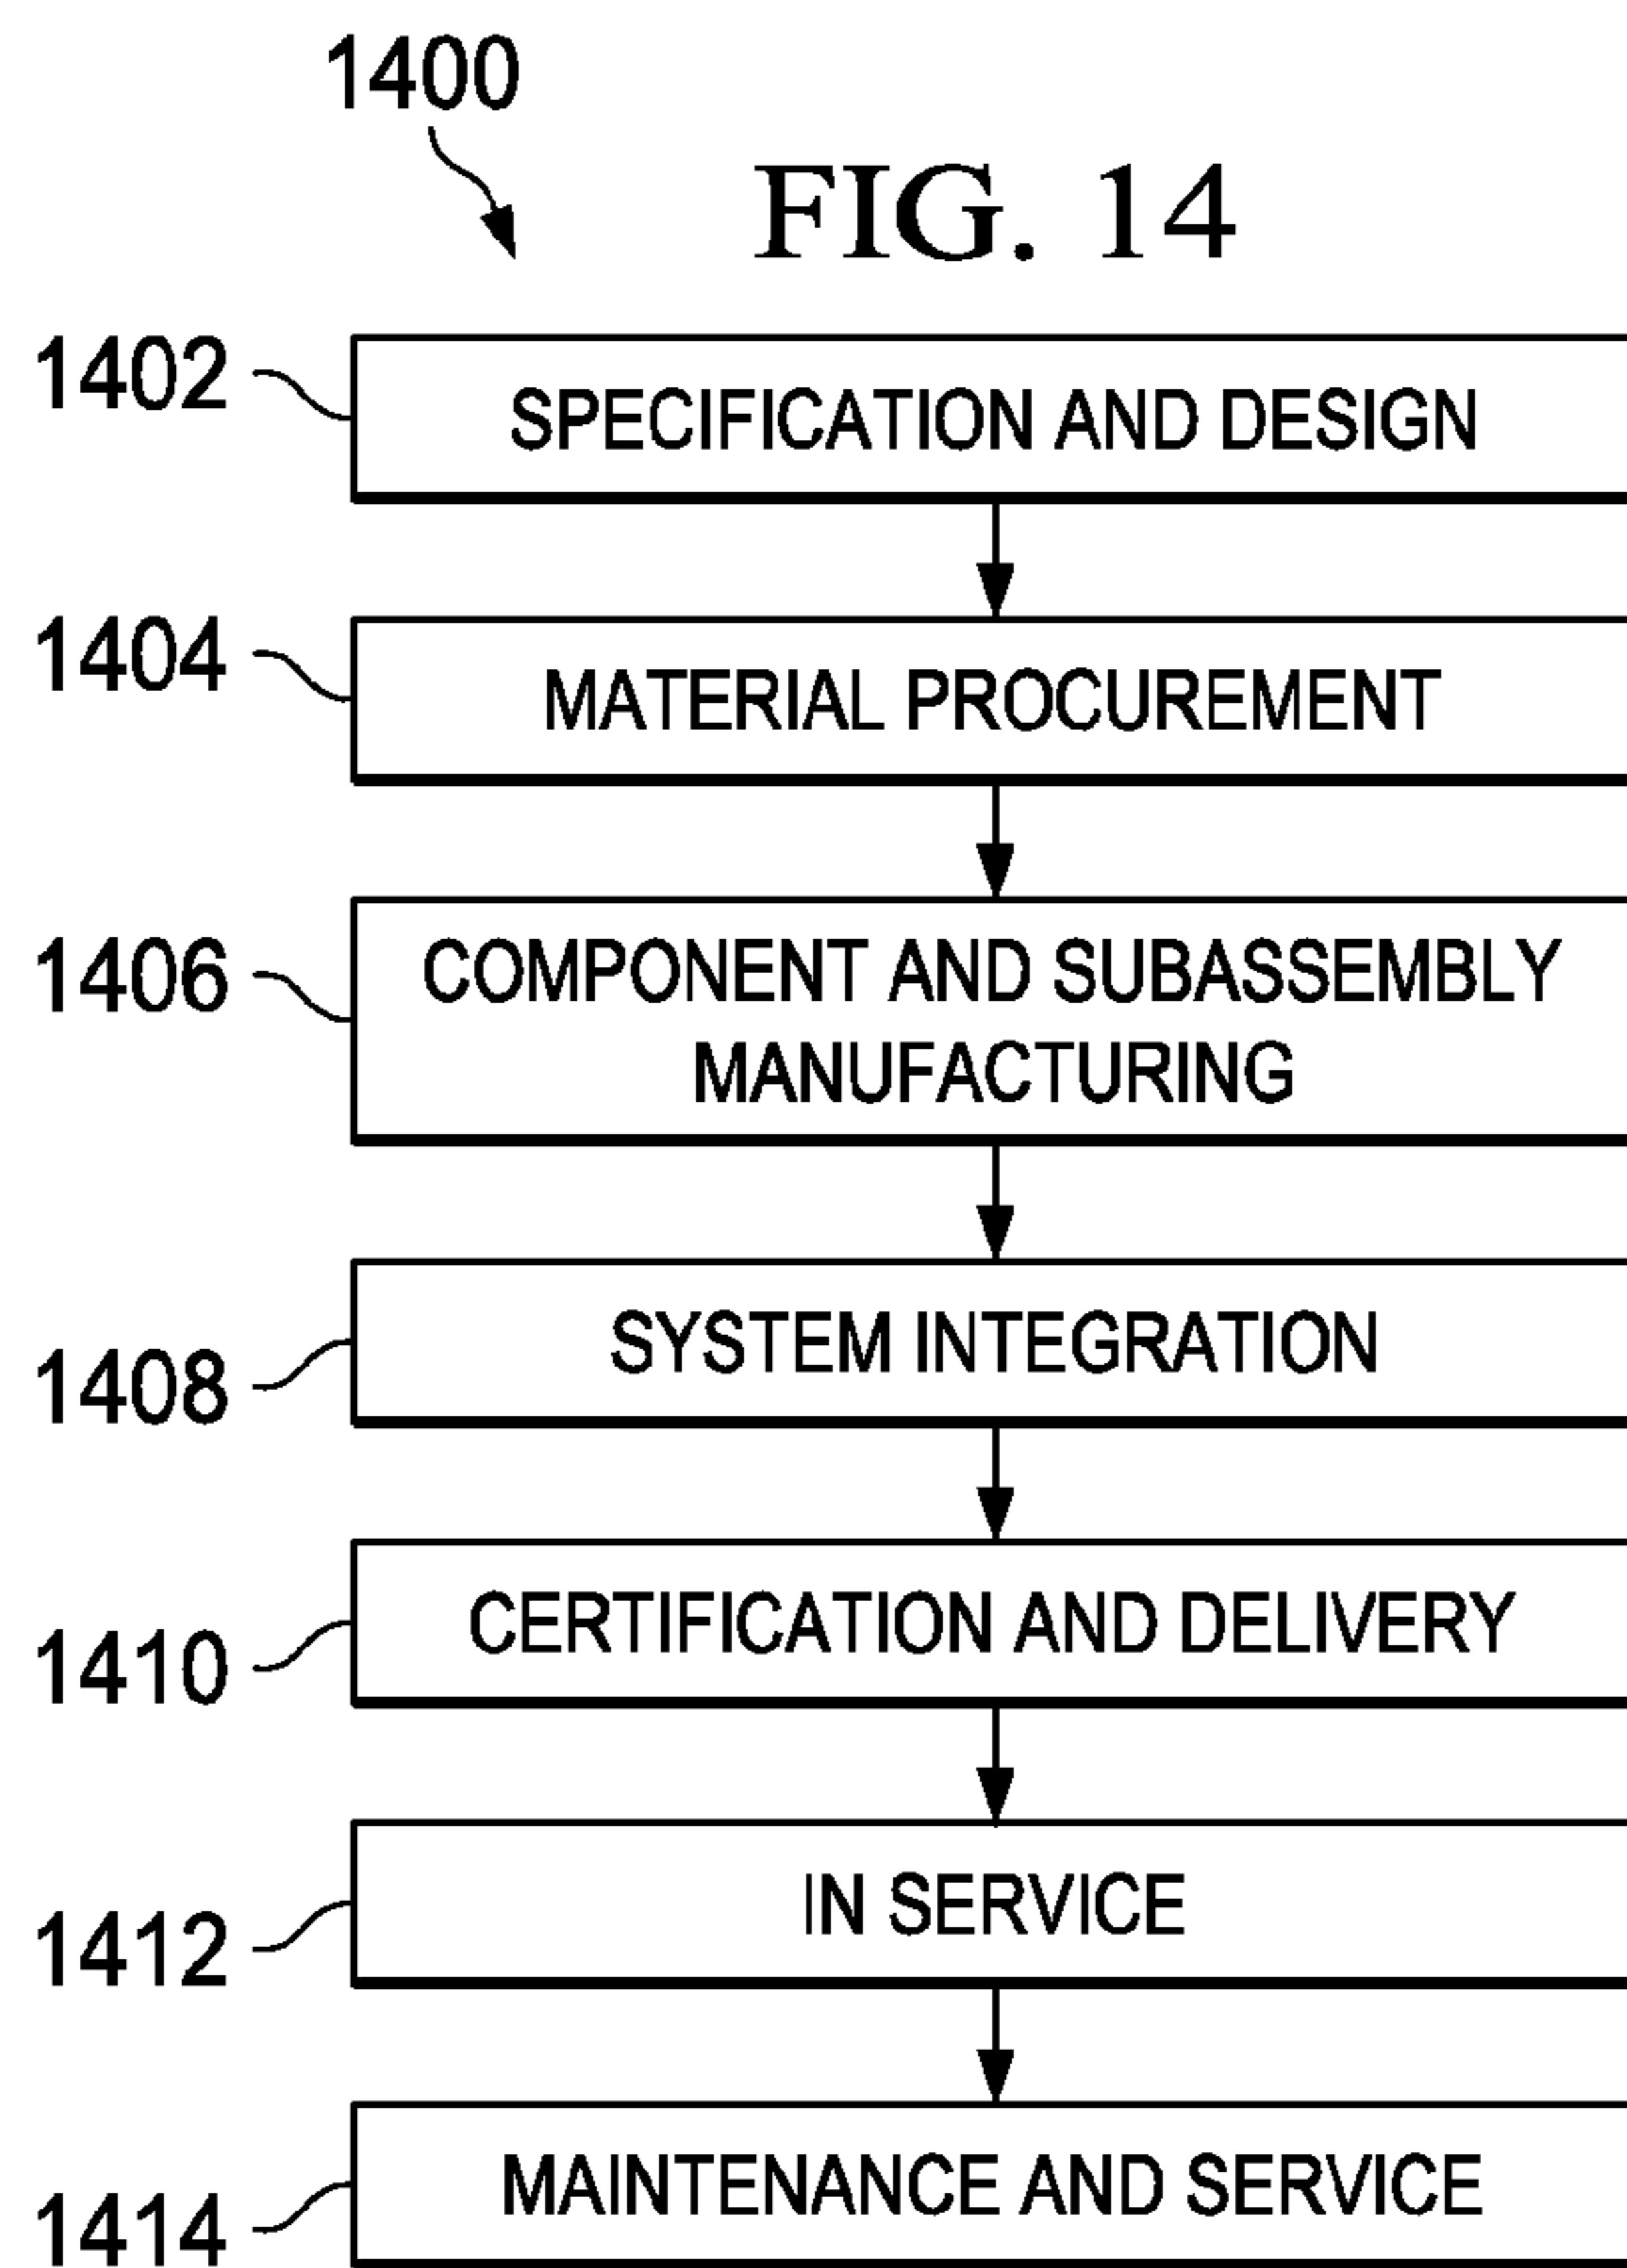 1400
FIG. 14
1402
SPECIFICATION AND DESIGN
1404
MATERIAL PROCUREMENT
1406
COMPONENT AND SUBASSEMBLY
MANUFACTURING
1408
SYSTEM INTEGRATION
1410
CERTIFICATION AND DELIVERY
1412
IN SERVICE
1414
MAINTENANCE AND SERVICE